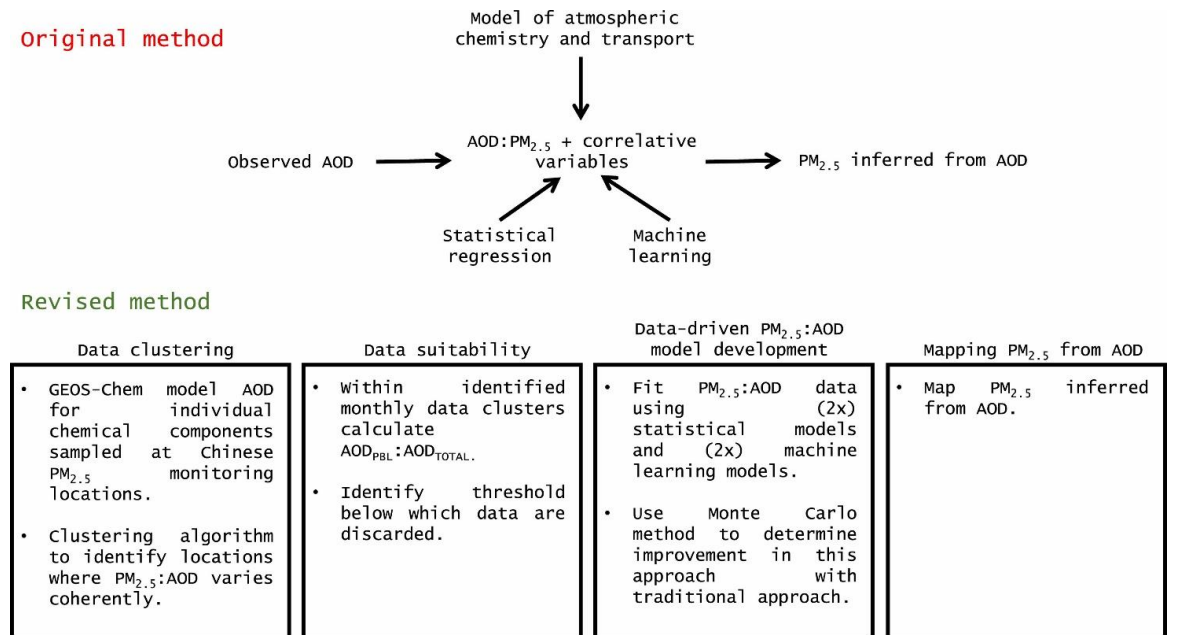 Original method
Model of atmospheric
chemistry and transport
Observed AOD
AOD:PM2.5 + correlative
variables
PM2.5 inferred from AOD
Statistical
regression
Machine
learning
Revised method
Data clustering
• GEOS-Chem model AOD
for individual
chemical components
sampled at Chinese
PM2.5 monitoring
locations.
• Clustering algorithm
to identify locations
where PM2.5:AOD varies
coherently.
Data suitability
• Within identified
monthly data clusters
calculate
AODPBL:AODTOTAL.
• Identify threshold
below which data are
discarded.
Data-driven PM2.5:AOD
model development
• Fit PM2.5:AOD data
using (2x)
statistical models
and (2x) machine
learning models.
• Use Monte Carlo
method to determine
improvement in this
approach with
traditional approach.
Mapping PM2.5 from AOD
• Map PM2.5 inferred
from AOD.